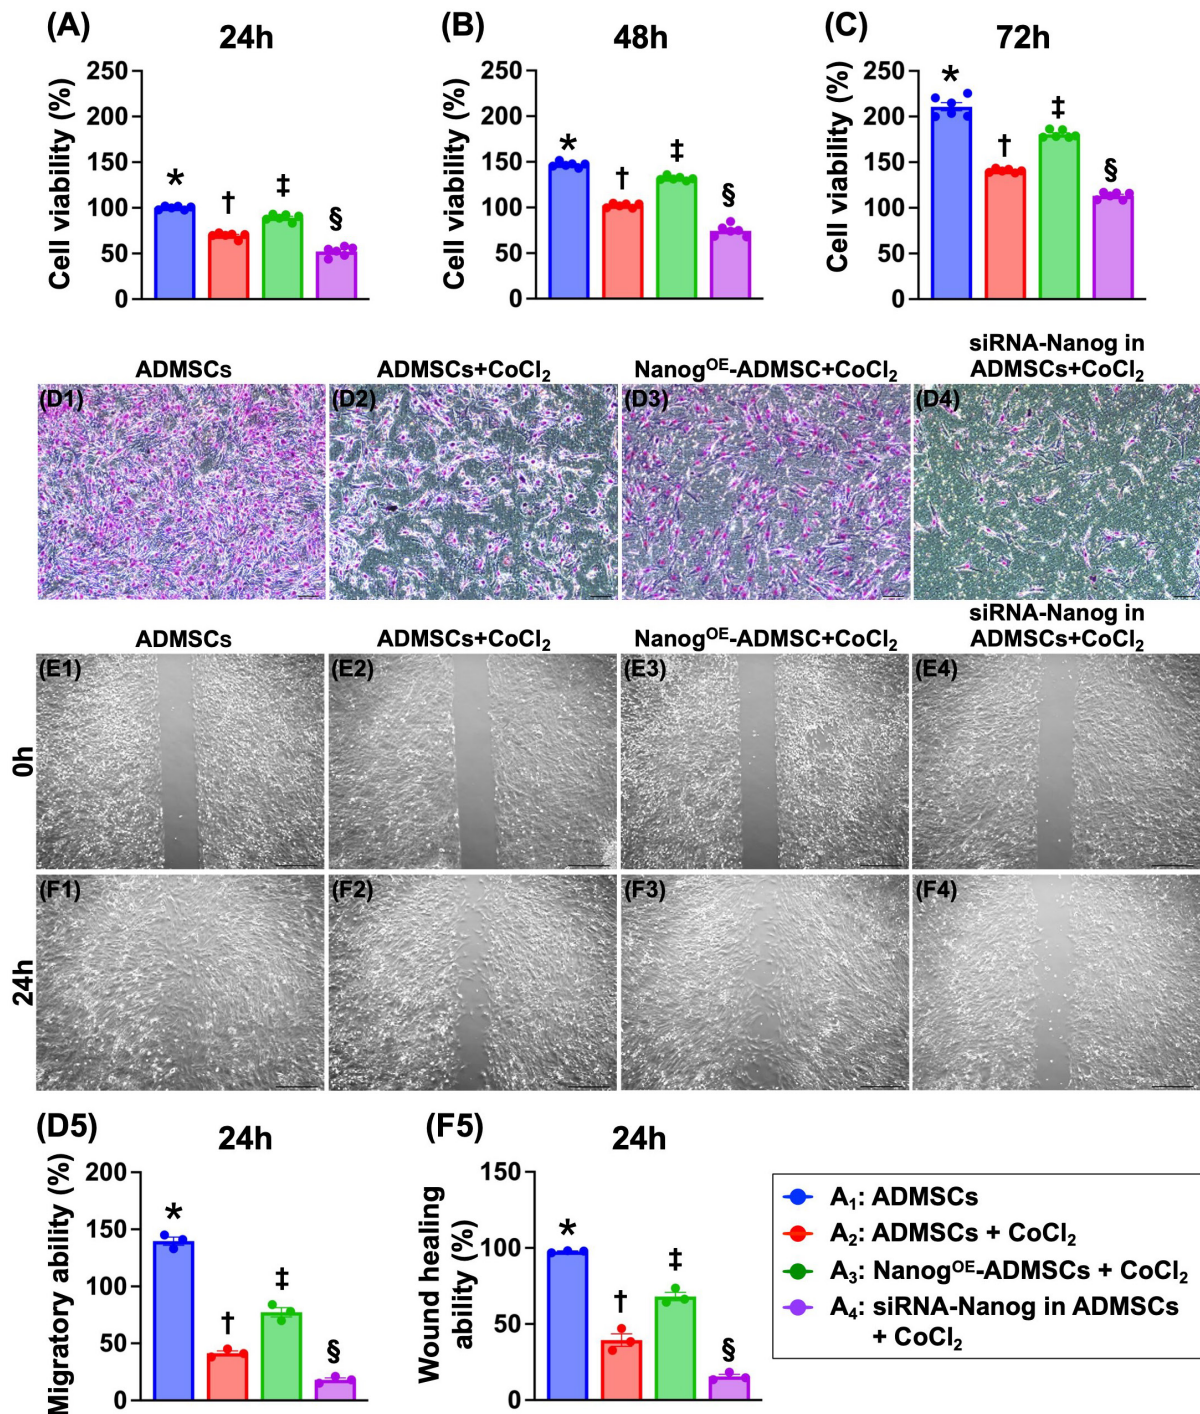 (A) 24h
Cell viability (%)
250
200
150
100
50
0
*
†
‡
§
(B) 48h
Cell viability (%)
250
200
150
100
50
0
*
†
‡
§
(C) 72h
Cell viability (%)
250
200
150
100
50
0
*
†
‡
§
ADMSCs
ADMSCs+CoCl₂
Nanogᴼᴱ-ADMSC+CoCl₂
siRNA-Nanog in
ADMSCs+CoCl₂
(D1)
(D2)
(D3)
(D4)
ADMSCs
ADMSCs+CoCl₂
Nanogᴼᴱ-ADMSC+CoCl₂
siRNA-Nanog in
ADMSCs+CoCl₂
0h
(E1)
(E2)
(E3)
(E4)
24h
(F1)
(F2)
(F3)
(F4)
(D5) 24h
Migratory ability (%)
200
150
100
50
0
*
†
‡
§
(F5) 24h
Wound healing
ability (%)
150
100
50
0
*
†
‡
§
A₁: ADMSCs
A₂: ADMSCs + CoCl₂
A₃: Nanogᴼᴱ-ADMSCs + CoCl₂
A₄: siRNA-Nanog in ADMSCs
+ CoCl₂